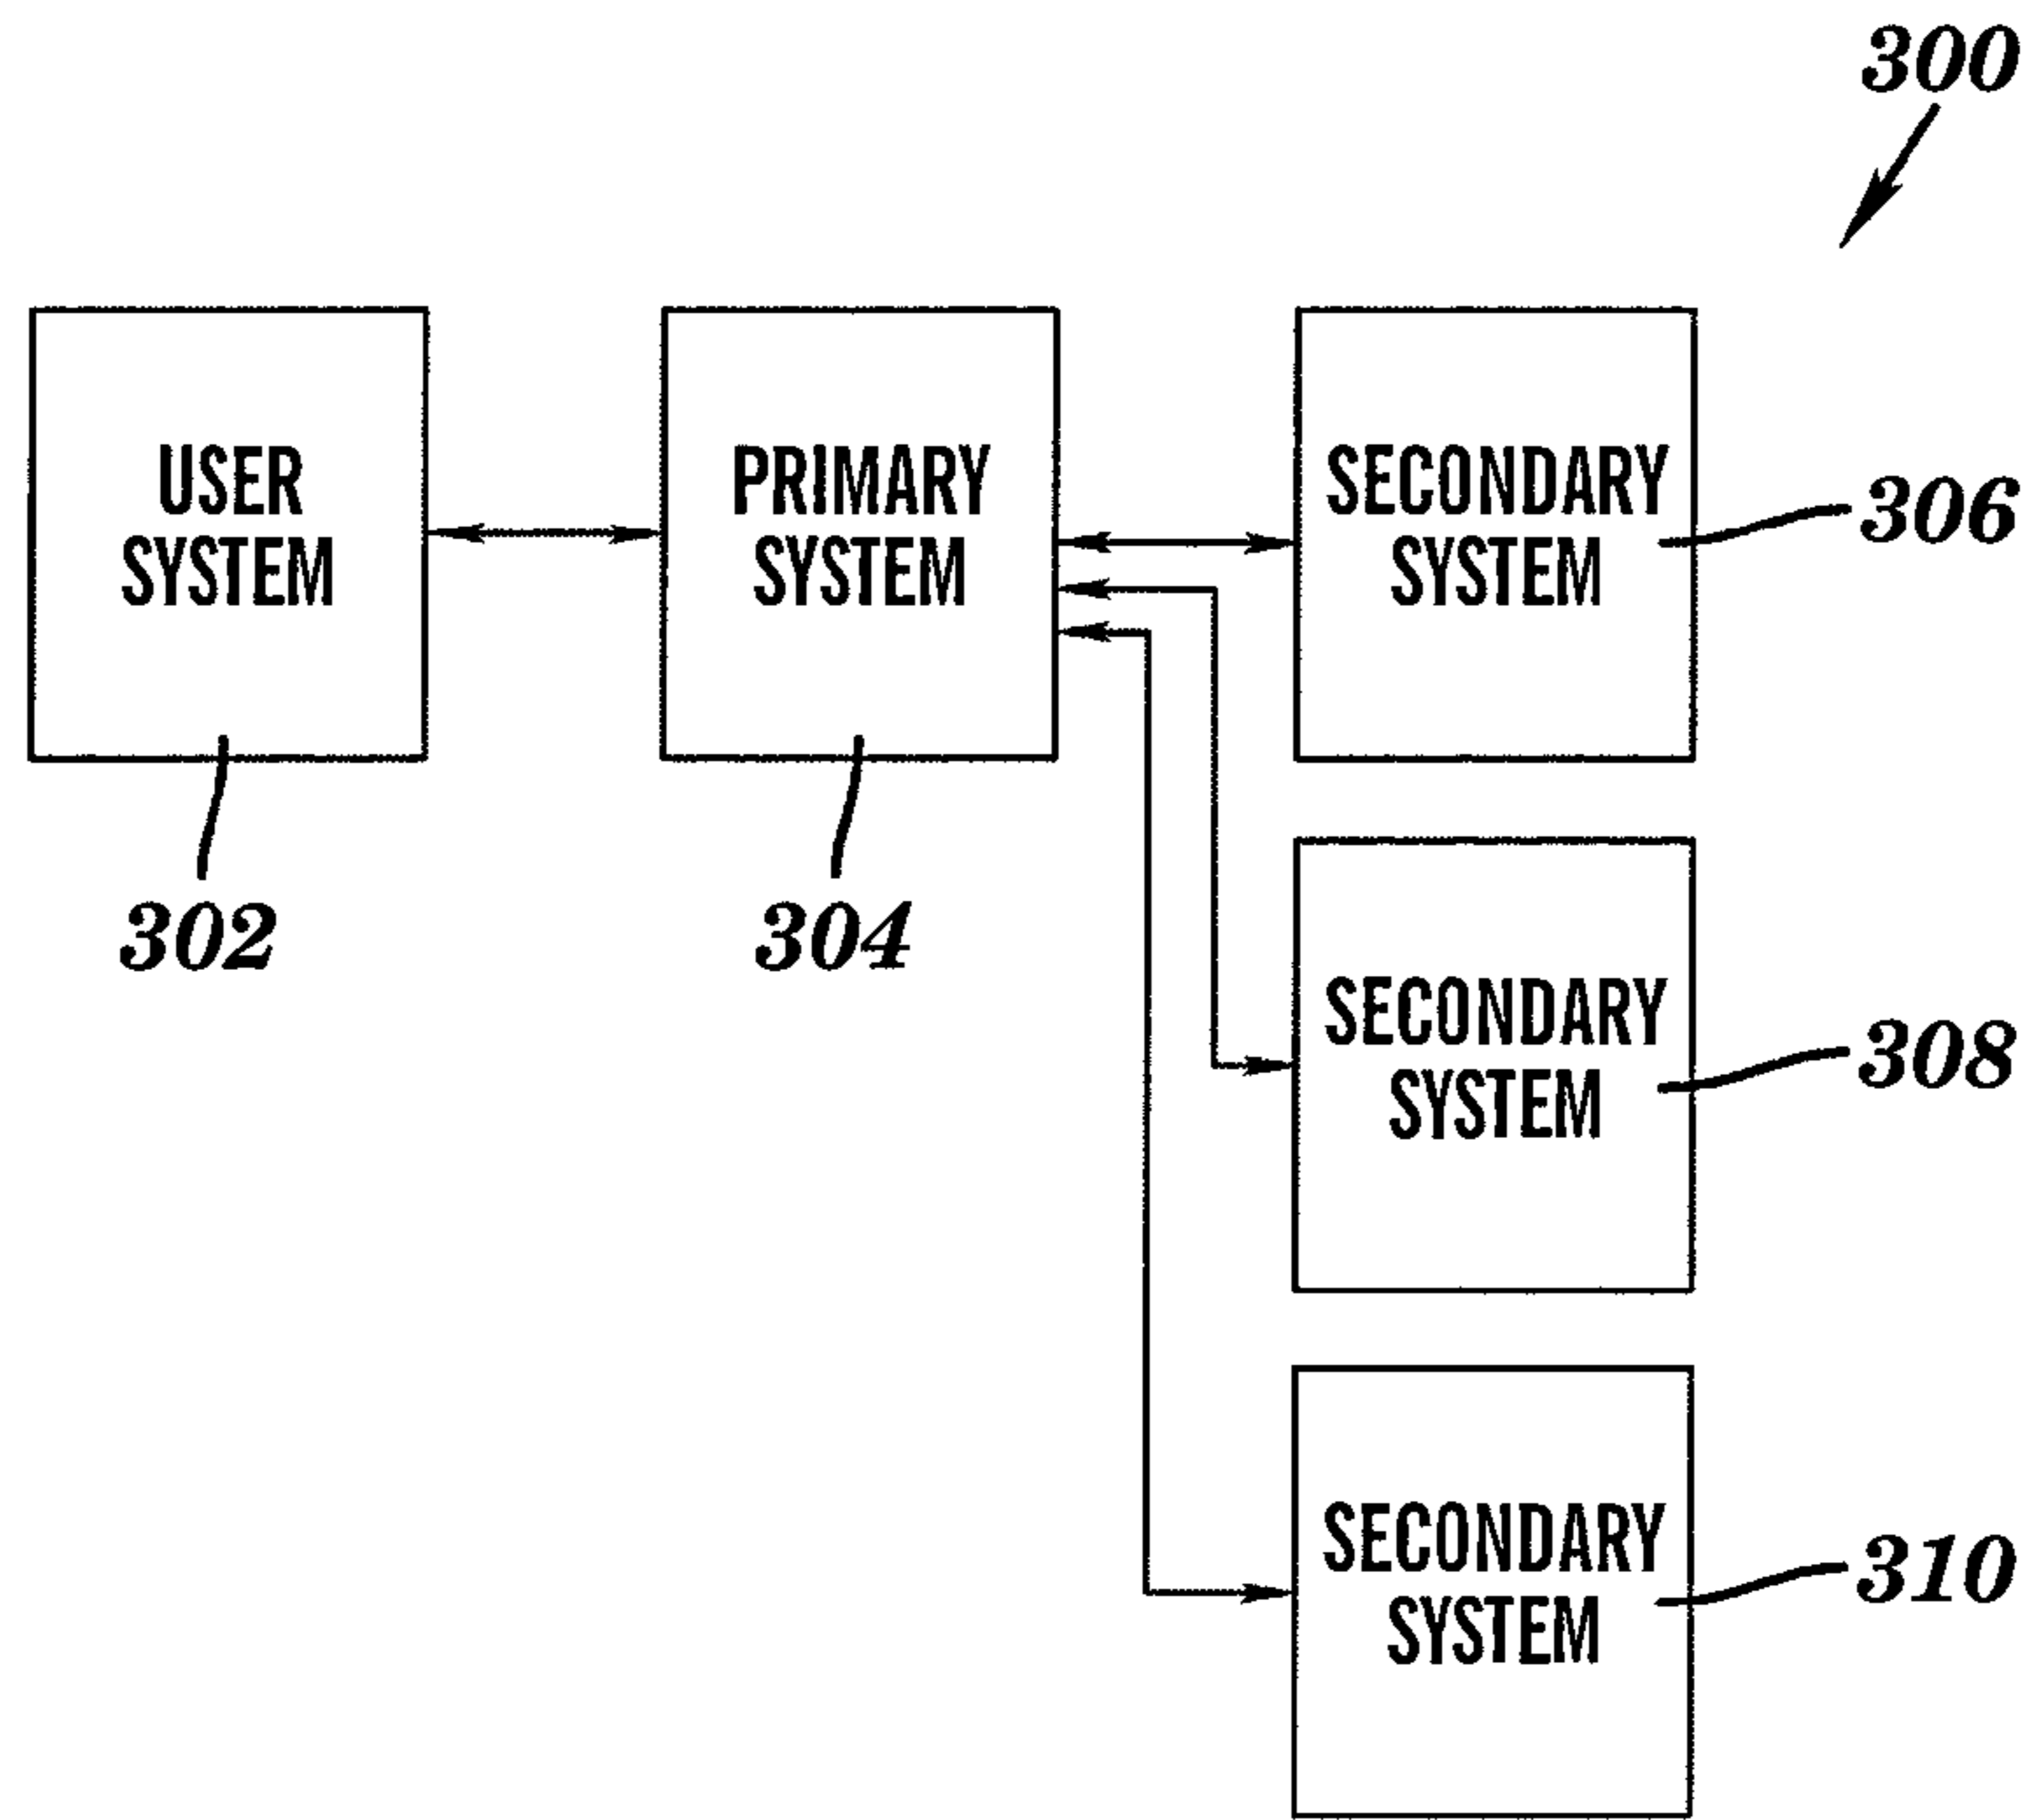 300
USER
SYSTEM
PRIMARY
SYSTEM
SECONDARY
SYSTEM
306
302
304
SECONDARY
SYSTEM
308
SECONDARY
SYSTEM
310